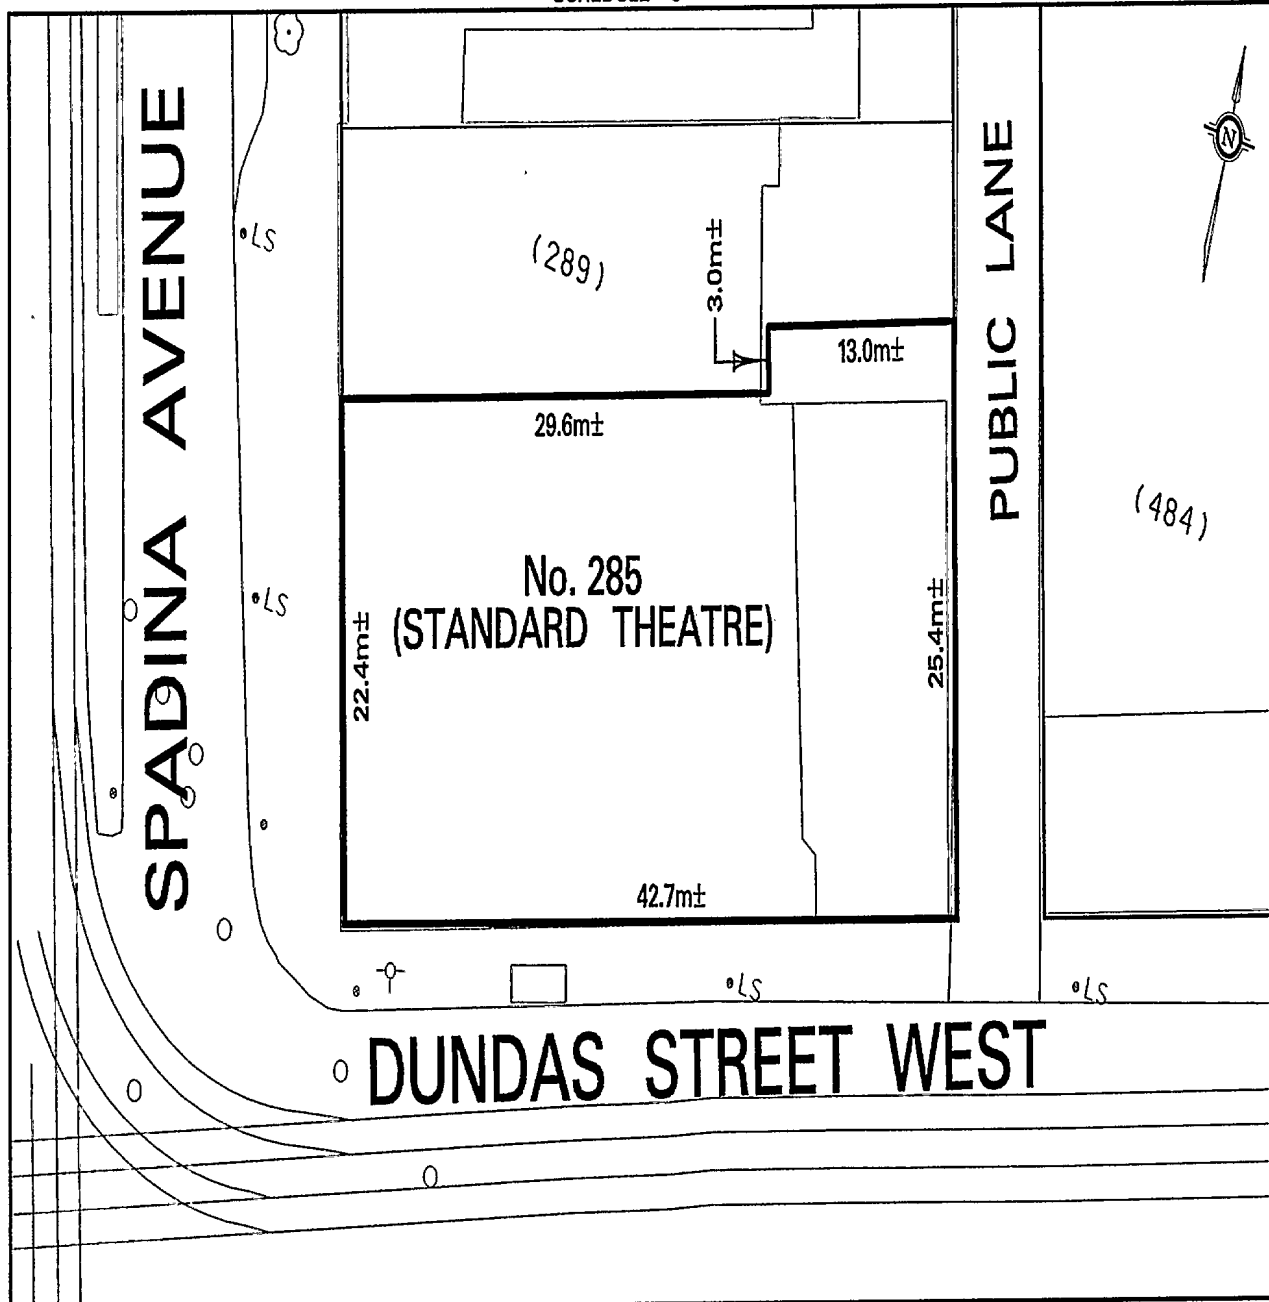 SPADINA AVENUE
LS
(289)
3.0m±
13.0m±
PUBLIC LANE
N
29.6m±
(484)
No. 285
(STANDARD THEATRE)
LS
22.4m±
25.4m±
42.7m±
LS
LS
DUNDAS STREET WEST